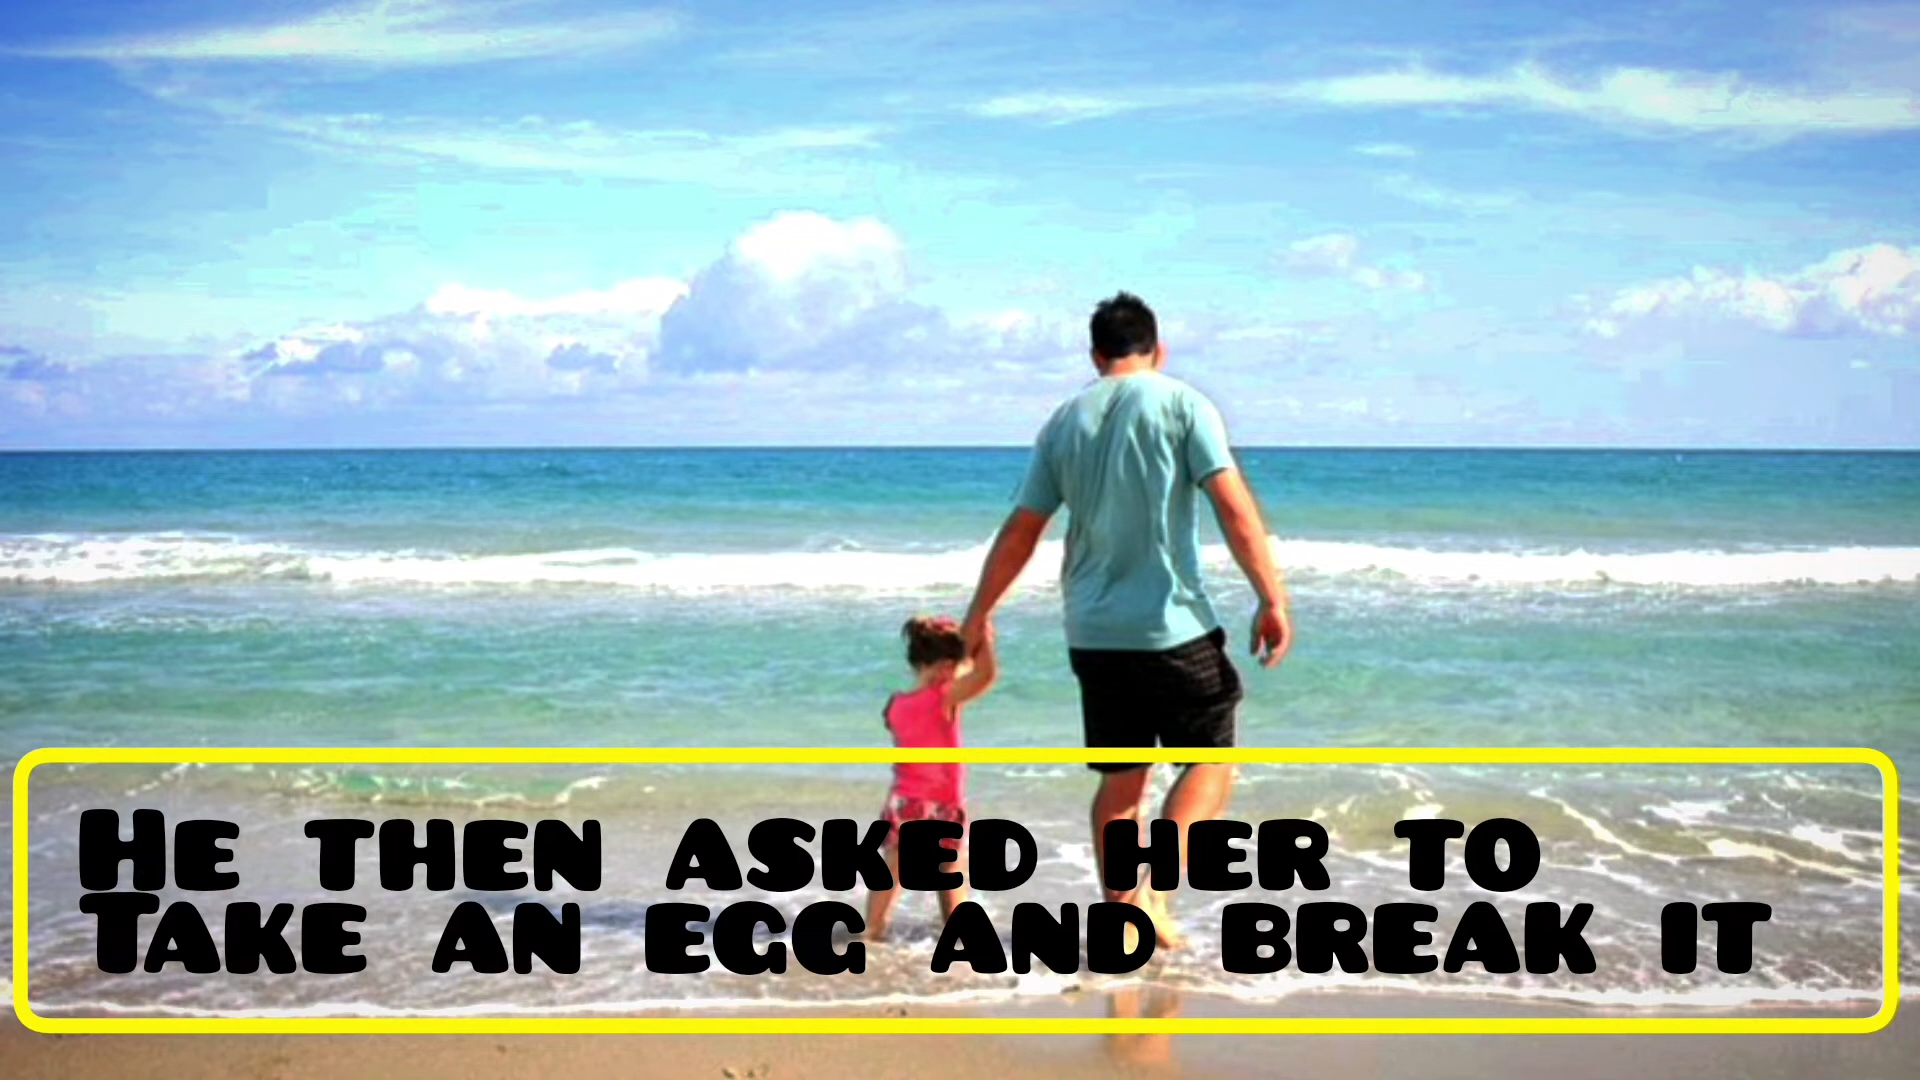 He then asked her to
Take an egg and break it